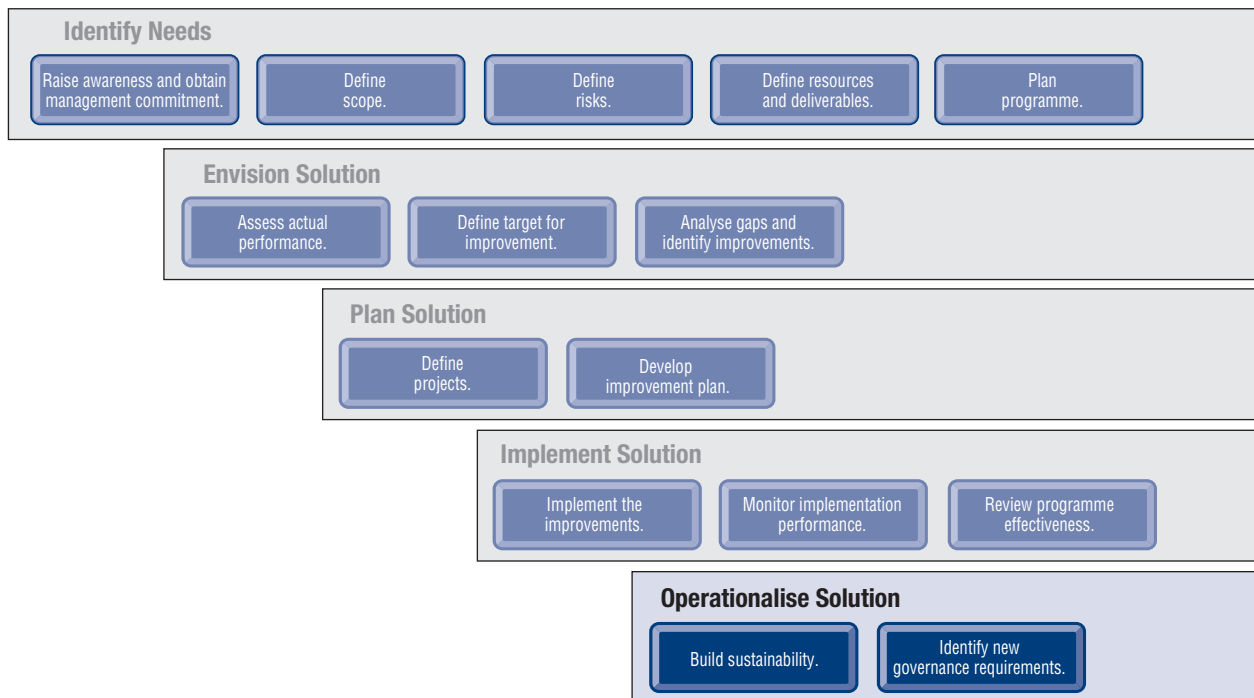 Identify Needs
Raise awareness and obtain
management commitment.
Define
scope.
Define
risks.
Define resources
and deliverables.
Plan
programme.
Envision Solution
Assess actual
performance.
Define target for
improvement.
Analyse gaps and
identify improvements.
Plan Solution
Define
projects.
Develop
improvement plan.
Implement Solution
Implement the
improvements.
Monitor implementation
performance.
Review programme
effectiveness.
Operationalise Solution
Build sustainability.
Identify new
governance requirements.